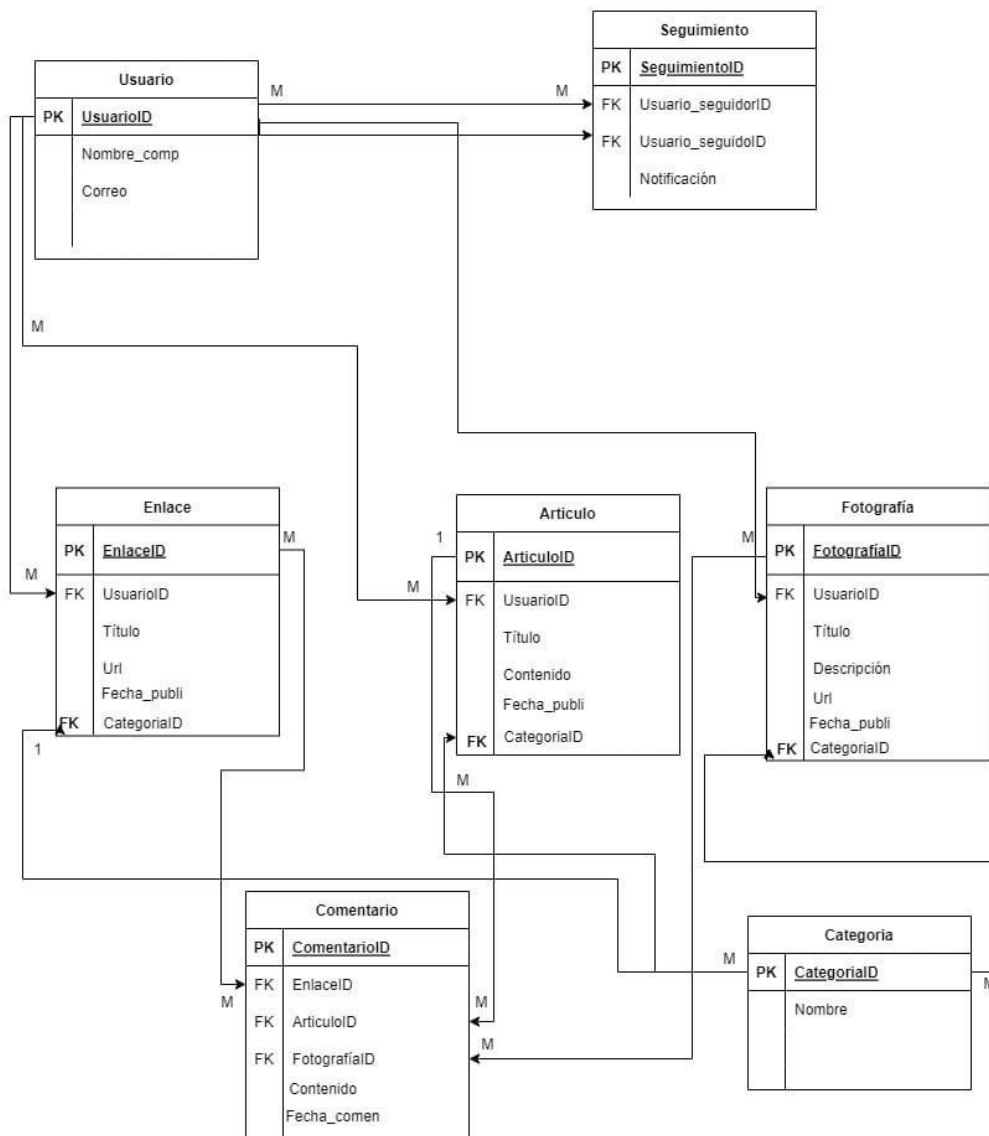 Usuario
PK UsuarioID
Nombre_comp
Correo
Seguimiento
PK SeguimientoID
FK Usuario_seguidorID
FK Usuario_seguidoID
Notificación
M
M
M
Enlace
PK EnlaceID
FK UsuarioID
Título
Url
Fecha_publi
FK CategoriaID
M
M
1
Articulo
PK ArticuloID
FK UsuarioID
Título
Contenido
Fecha_publi
FK CategoriaID
1
M
M
Fotografía
PK FotografíaID
FK UsuarioID
Título
Descripción
Url
Fecha_publi
FK CategoriaID
M
Comentario
PK ComentarioID
FK EnlaceID
FK ArticuloID
FK FotografíaID
Contenido
Fecha_comen
M
M
M
Categoria
PK CategoriaID
Nombre
M
M